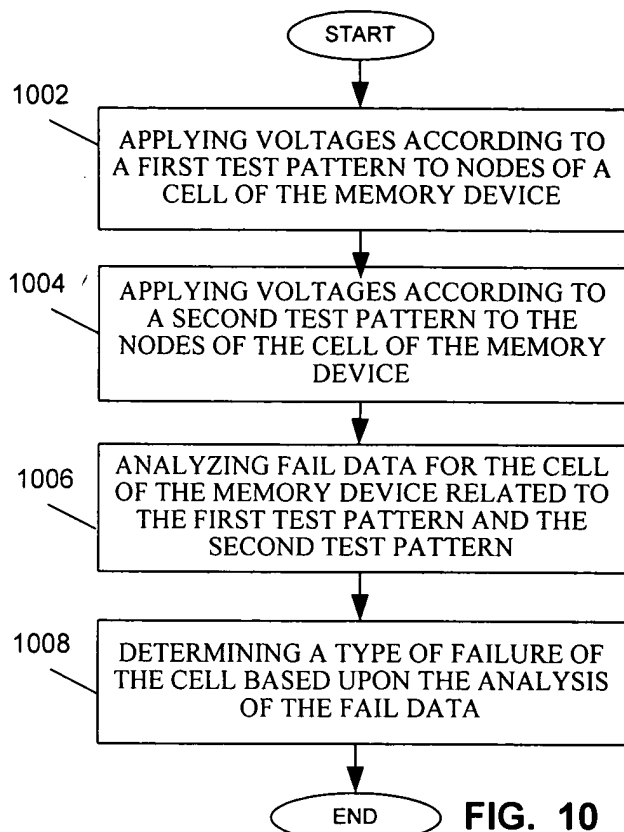 START
1002
APPLYING VOLTAGES ACCORDING TO
A FIRST TEST PATTERN TO NODES OF A
CELL OF THE MEMORY DEVICE
1004
APPLYING VOLTAGES ACCORDING TO
A SECOND TEST PATTERN TO THE
NODES OF THE CELL OF THE MEMORY
DEVICE
1006
ANALYZING FAIL DATA FOR THE CELL
OF THE MEMORY DEVICE RELATED TO
THE FIRST TEST PATTERN AND THE
SECOND TEST PATTERN
1008
DETERMINING A TYPE OF FAILURE OF
THE CELL BASED UPON THE ANALYSIS
OF THE FAIL DATA
END
FIG. 10